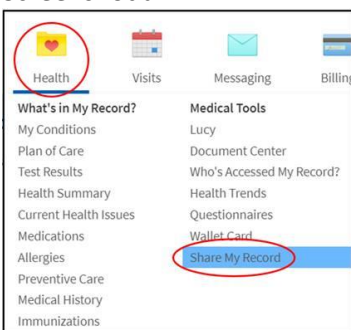 Health Visits Messaging Billing
What's in My Record? Medical Tools
My Conditions Lucy
Plan of Care Document Center
Test Results Who's Accessed My Record?
Health Summary Health Trends
Current Health Issues Questionnaires
Medications Wallet Card
Allergies Share My Record
Preventive Care
Medical History
Immunizations